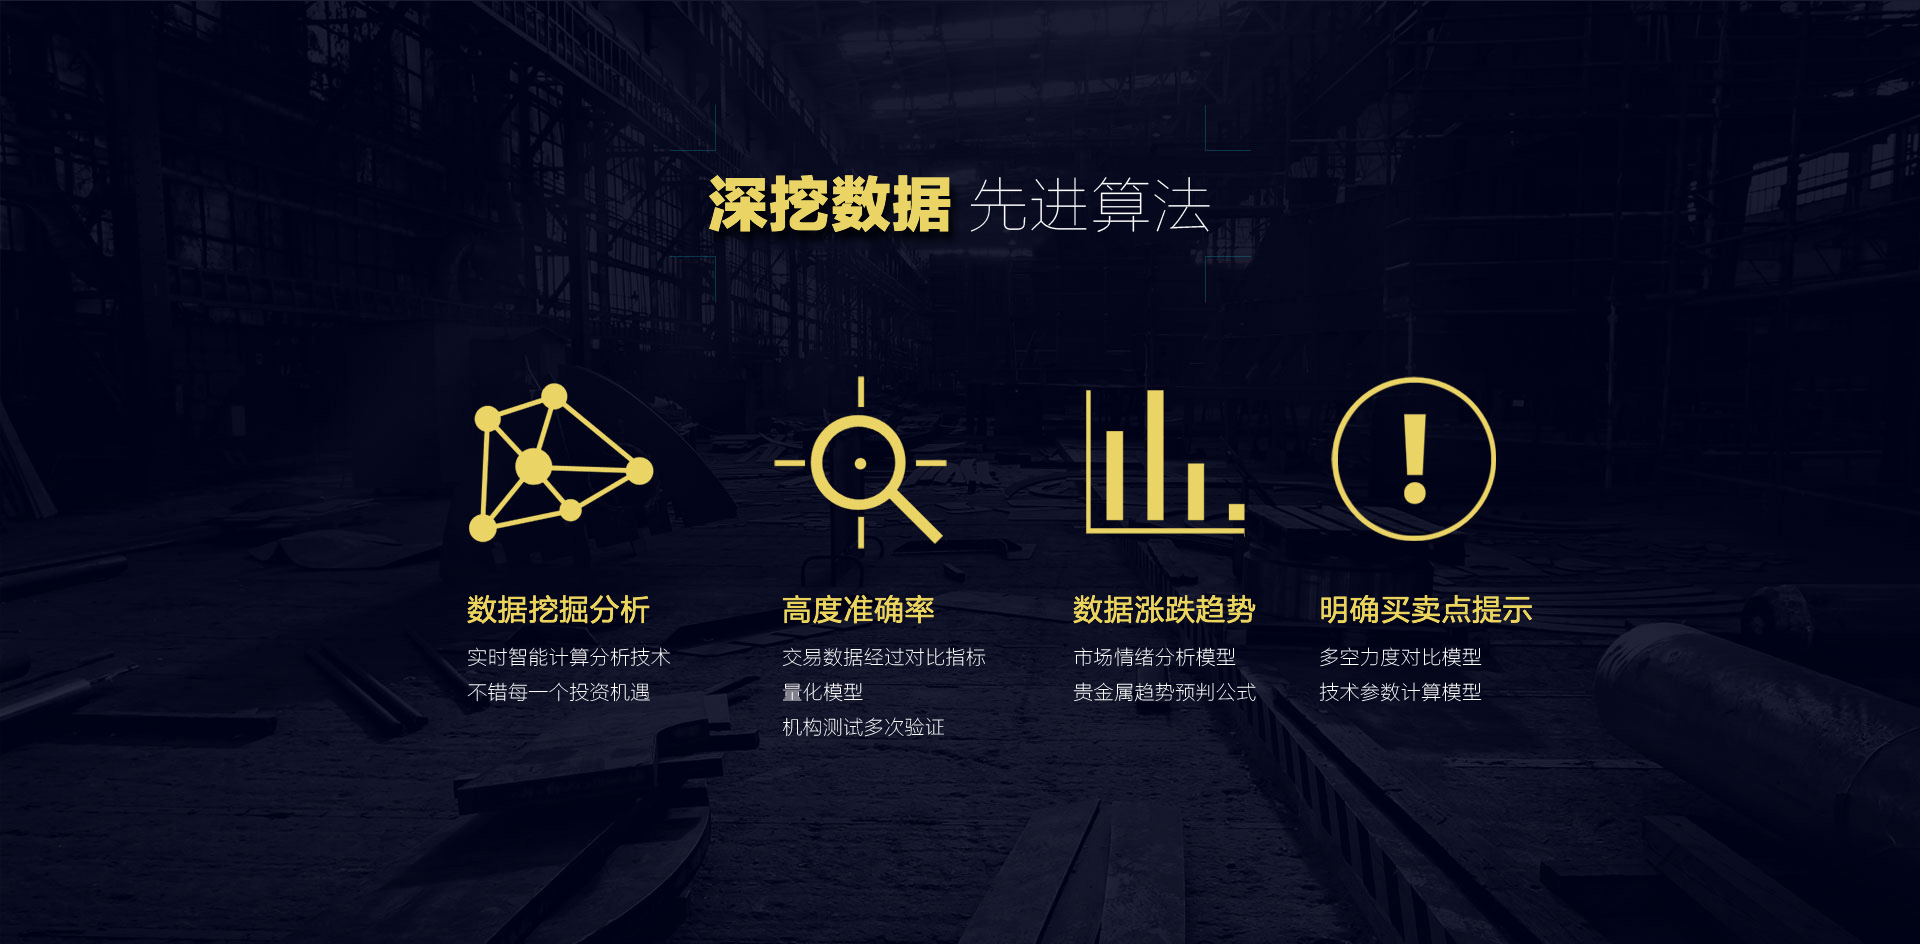 深挖数据 先进算法
数据挖掘分析
实时智能计算分析技术
不错每一个投资机遇
高度准确率
交易数据经过对比指标
量化模型
机构测试多次验证
数据涨跌趋势
市场情绪分析模型
贵金属趋势预判公式
明确买卖点提示
多空力度对比模型
技术参数计算模型